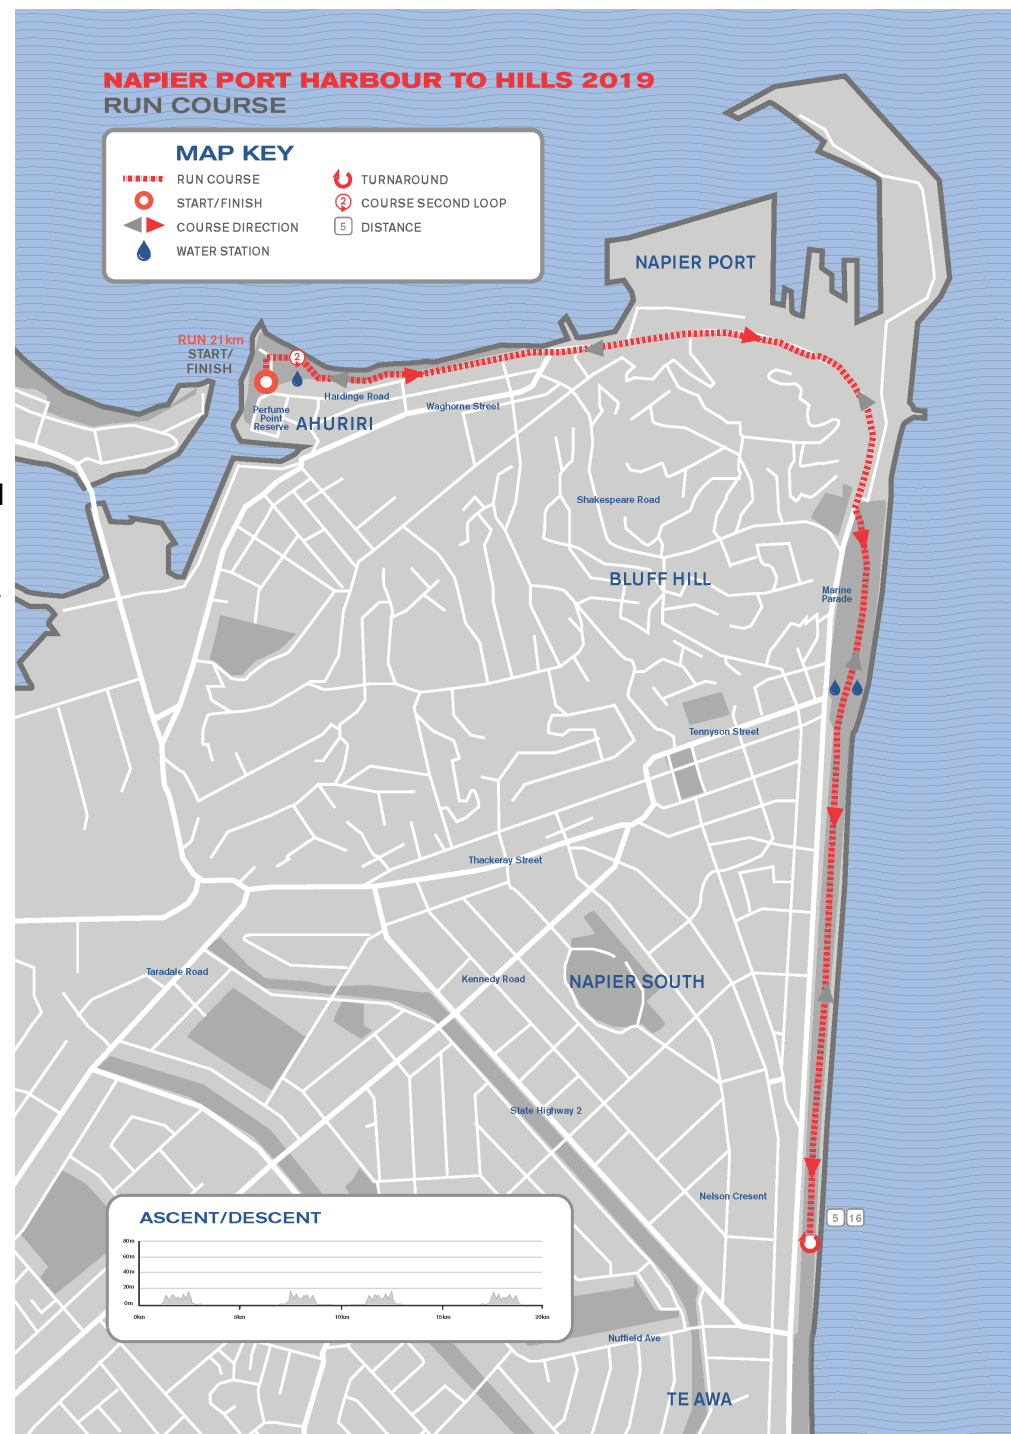 NAPIER PORT HARBOUR TO HILLS 2019
RUN COURSE
MAP KEY
RUN COURSE
START/FINISH
COURSE DIRECTION
WATER STATION
TURNAROUND
2 COURSE SECOND LOOP
5 DISTANCE
NAPIER PORT
RUN 21km
START/
FINISH
2
Hardinge Road
Waghorne Street
Perfume
Point
Reserve
AHURIRI
Shakespeare Road
BLUFF HILL
Marine
Parade
Tennyson Street
Thackeray Street
Taradale Road
Kennedy Road
NAPIER SOUTH
State Highway 2
Nelson Cresent
5 16
ASCENT/DESCENT
80m
60m
40m
20m
0m
0km 5km 10km 15km 20km
Nuffield Ave
TE AWA